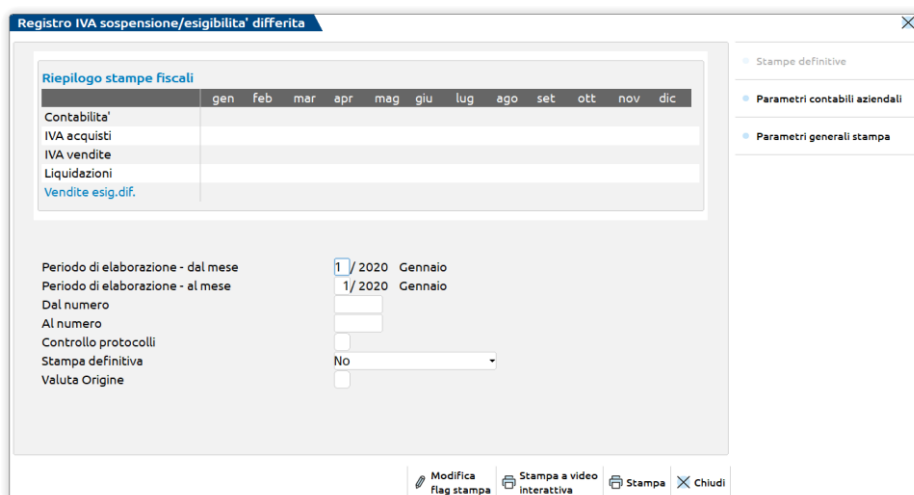 Registro IVA sospensione/esigibilita' differita
Stampe definitive
Riepilogo stampe fiscali
gen feb mar apr mag giu lug ago set ott nov dic
Parametri contabili aziendali
Contabilita'
IVA acquisti
Parametri generali stampa
IVA vendite
Liquidazioni
Vendite esig.dif.
Periodo di elaborazione - dal mese 1 / 2020 Gennaio
Periodo di elaborazione - al mese 1/ 2020 Gennaio
Dal numero
Al numero
Controllo protocolli
Stampa definitiva No
Valuta Origine
Modifica flag stampa
Stampa a video interattiva
Stampa
Chiudi